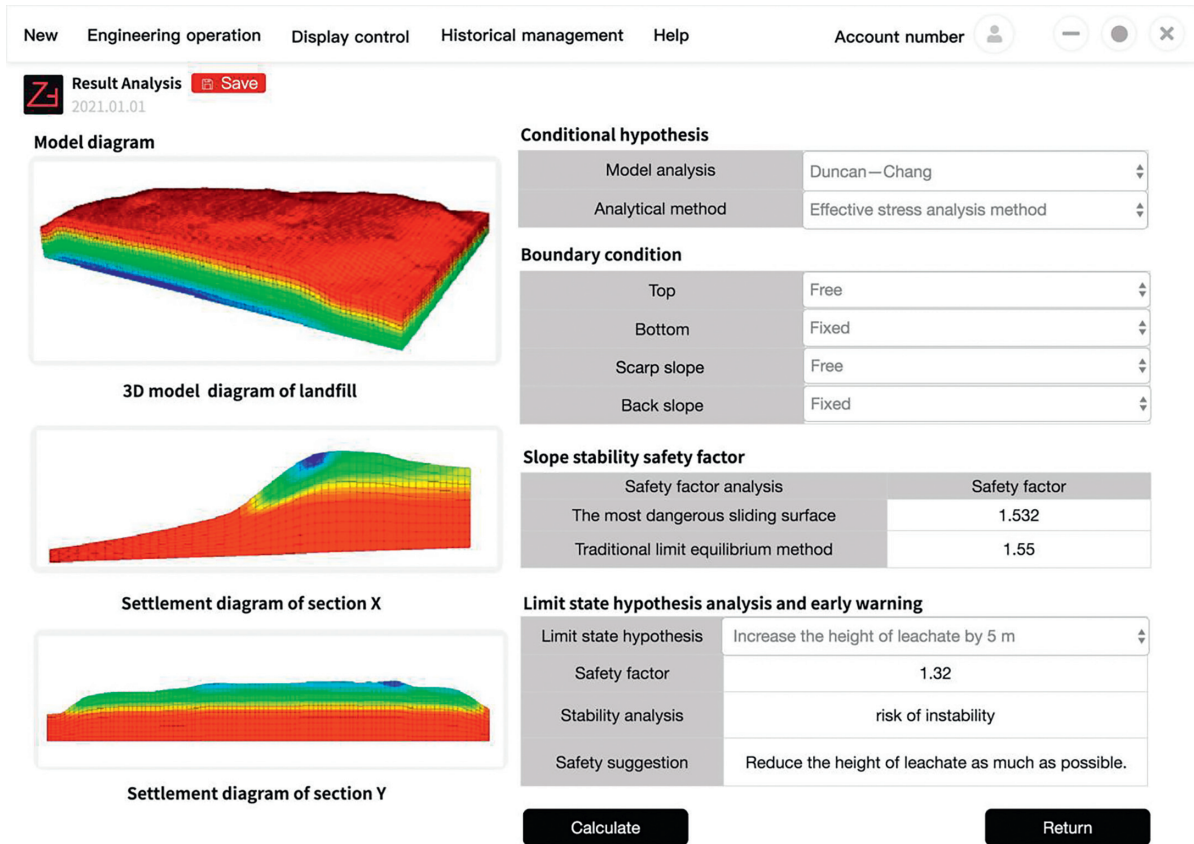 New Engineering operation Display control Historical management Help Account number
Result Analysis Save
2021.01.01
Model diagram
3D model diagram of landfill
Settlement diagram of section X
Settlement diagram of section Y
Conditional hypothesis
Model analysis Duncan—Chang
Analytical method Effective stress analysis method
Boundary condition
Top Free
Bottom Fixed
Scarp slope Free
Back slope Fixed
Slope stability safety factor
Safety factor analysis Safety factor
The most dangerous sliding surface 1.532
Traditional limit equilibrium method 1.55
Limit state hypothesis analysis and early warning
Limit state hypothesis Increase the height of leachate by 5 m
Safety factor 1.32
Stability analysis risk of instability
Safety suggestion Reduce the height of leachate as much as possible.
Calculate Return